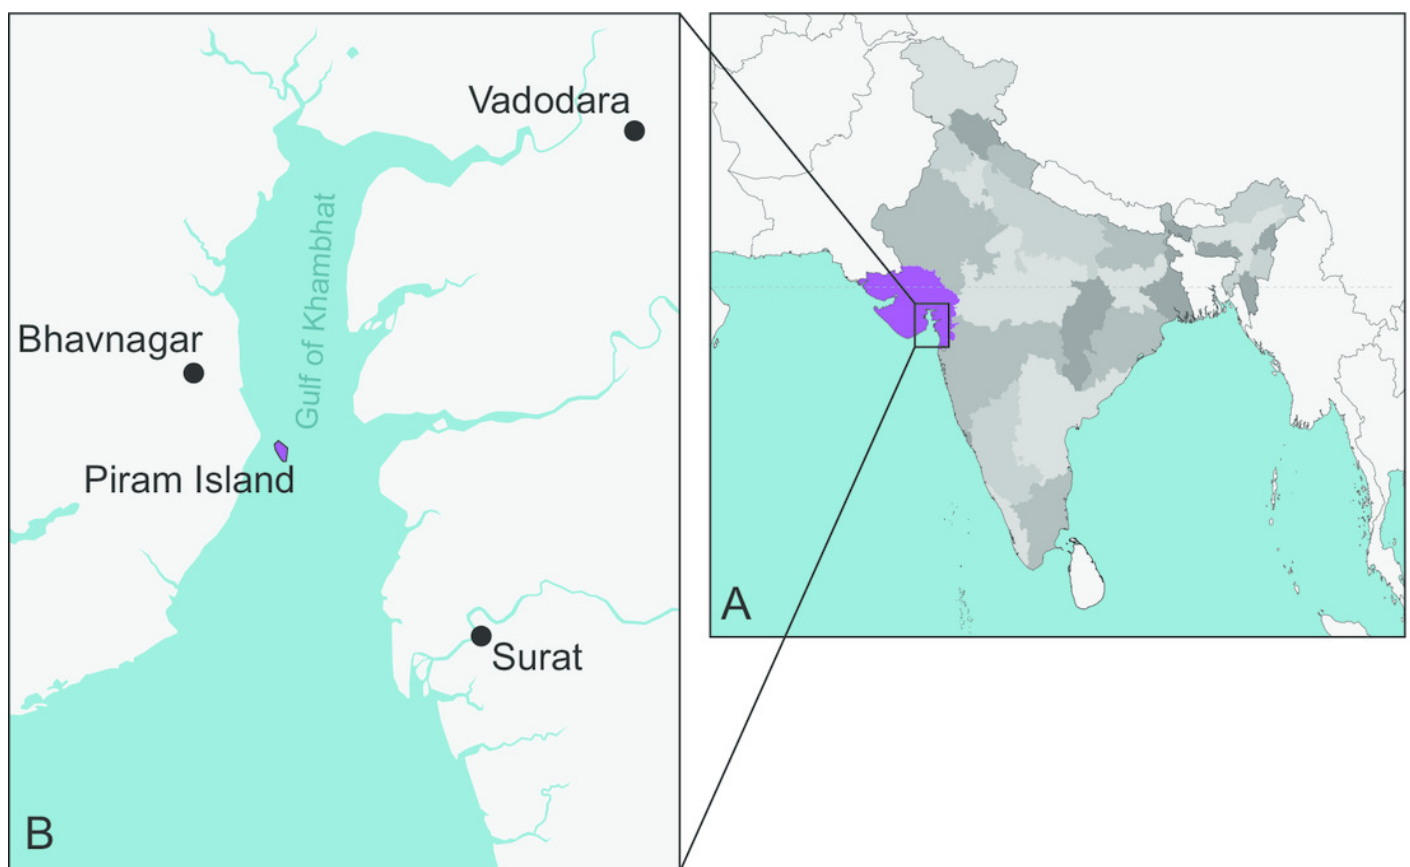 Vadodara
Gulf of Khambhat
Bhavnagar
Piram Island
Surat
B
A